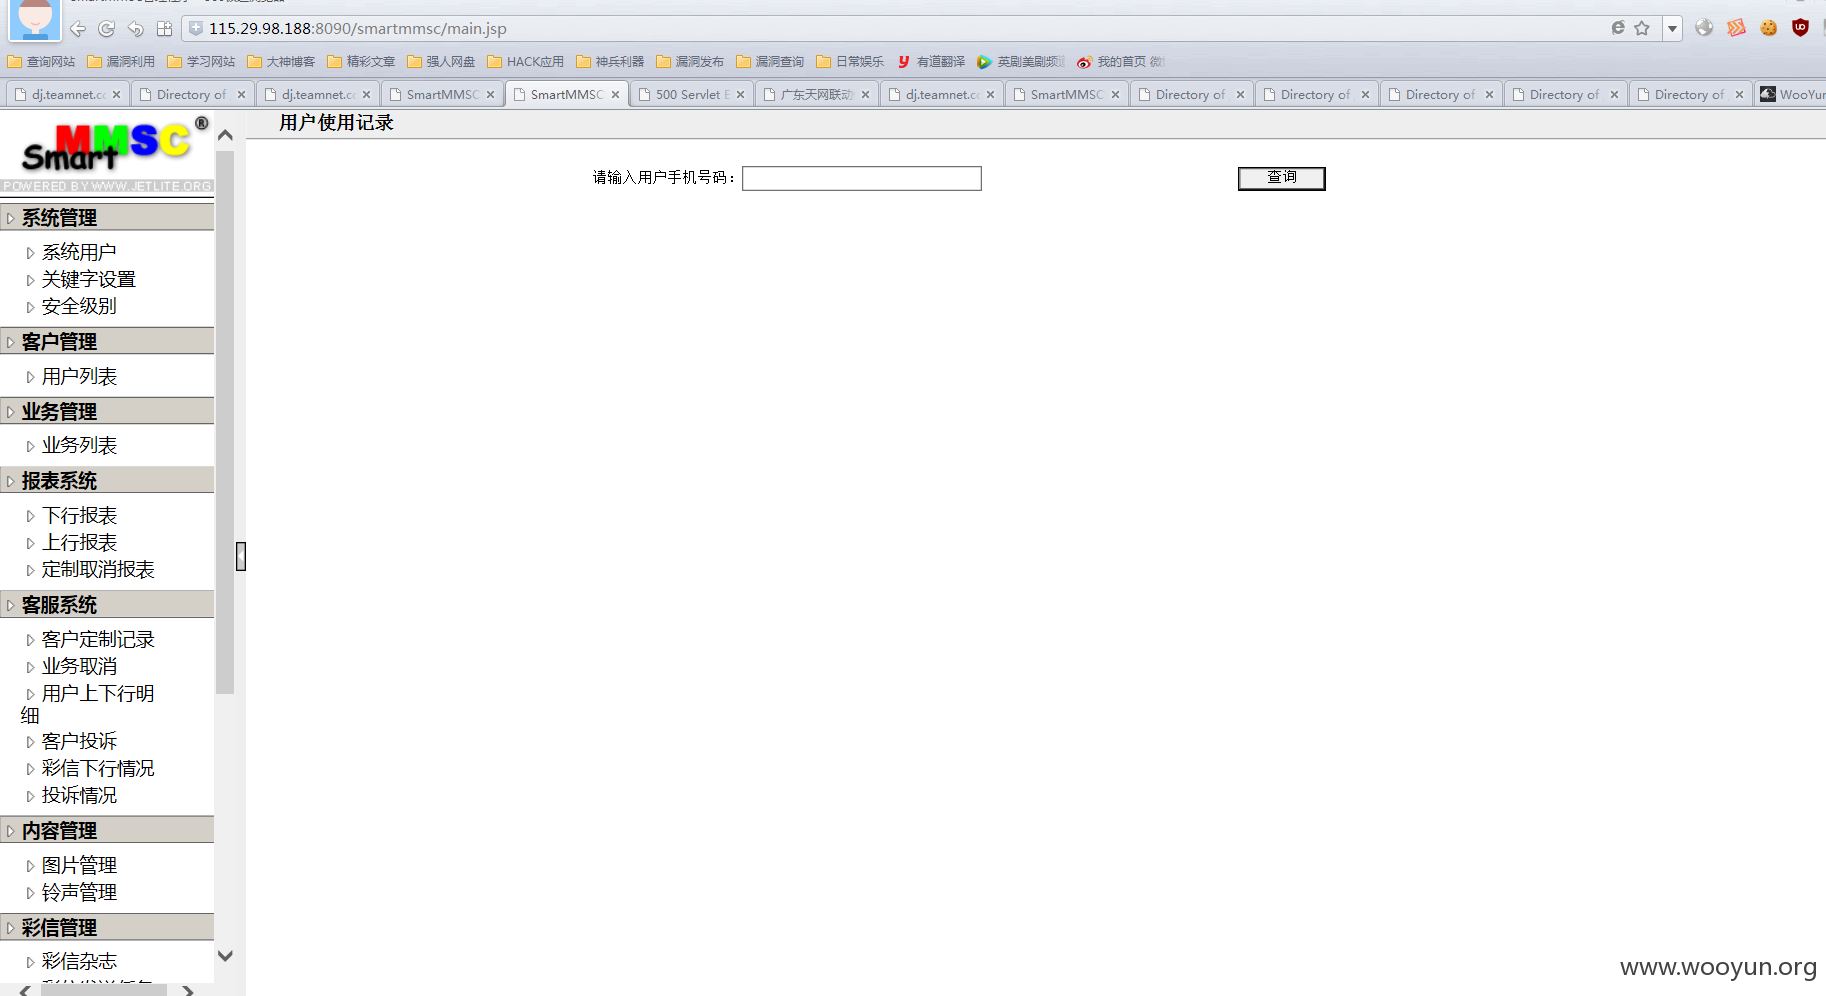 115.29.98.188:8090/smartmmsc/main.jsp
查询网站 漏洞利用 学习网站 大神博客 精彩文章 强人网盘 HACK应用 神兵利器 漏洞发布 漏洞查询 日常娱乐 有道翻译 英剧美剧频道 我的首页 微
dj.teamnet.cc Directory of dj.teamnet.cc SmartMMSC SmartMMSC 500 Servlet E 广东天网联动 dj.teamnet.cc SmartMMSC Directory of Directory of Directory of Directory of Directory of WooYun
Smart MMSC ®
POWERED BY WWW.JETLITE.ORG
用户使用记录
请输入用户手机号码：
查询
系统管理
系统用户
关键字设置
安全级别
客户管理
用户列表
业务管理
业务列表
报表系统
下行报表
上行报表
定制取消报表
客服系统
客户定制记录
业务取消
用户上下行明
细
客户投诉
彩信下行情况
投诉情况
内容管理
图片管理
铃声管理
彩信管理
彩信杂志
www.wooyun.org